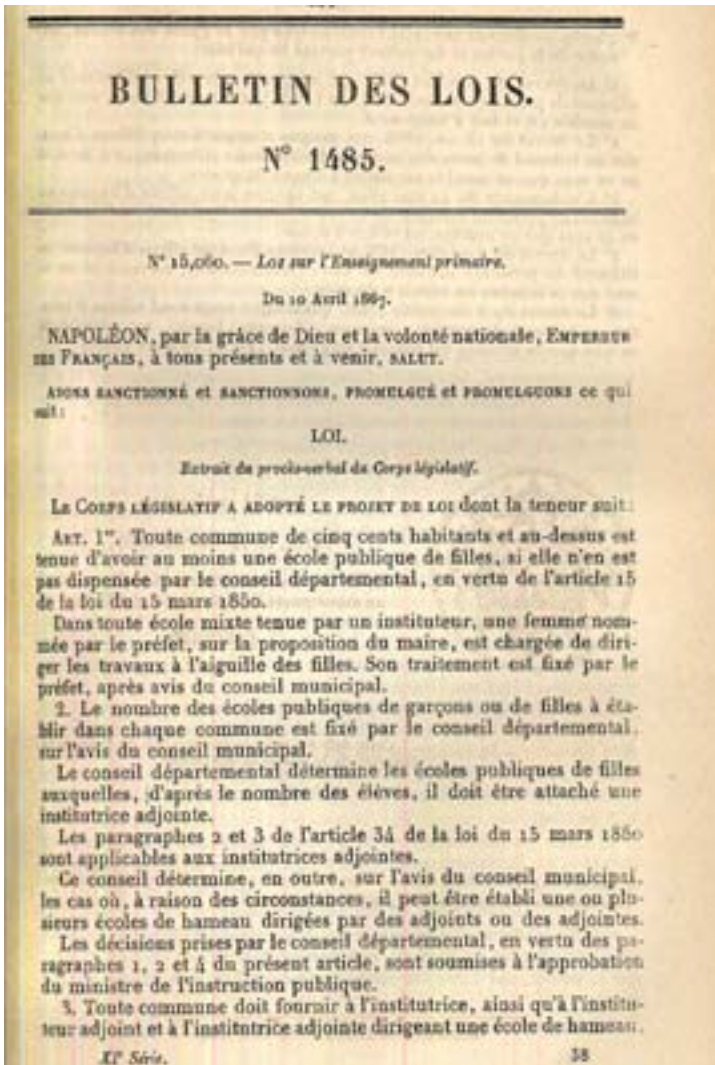 BULLETIN DES LOIS.
N° 1485.
N° 15,060. — Loi sur l'Enseignement primaire.
Du 10 Avril 1867.
NAPOLÉON, par la grâce de Dieu et la volonté nationale, EMPEREUR
DES FRANÇAIS, à tous présents et à venir, SALUT.
AVONS SANCTIONNÉ et SANCTIONNONS, PROMULGUÉ et PROMULGUONS ce qui
suit:
LOI.
Extrait du procès-verbal du Corps législatif.
LE CORPS LÉGISLATIF A ADOPTÉ LE PROJET DE LOI dont la teneur suit:
ART. 1er. Toute commune de cinq cents habitants et au-dessus est
tenue d'avoir au moins une école publique de filles, si elle n'en est
pas dispensée par le conseil départemental, en vertu de l'article 15
de la loi du 15 mars 1850.
Dans toute école mixte tenue par un instituteur, une femme nom-
mée par le préfet, sur la proposition du maire, est chargée de diri-
ger les travaux à l'aiguille des filles. Son traitement est fixé par le
préfet, après avis du conseil municipal.
2. Le nombre des écoles publiques de garçons ou de filles à éta-
blir dans chaque commune est fixé par le conseil départemental,
sur l'avis du conseil municipal.
Le conseil départemental détermine les écoles publiques de filles
auxquelles, d'après le nombre des élèves, il doit être attaché une
institutrice adjointe.
Les paragraphes 2 et 3 de l'article 34 de la loi du 15 mars 1850
sont applicables aux institutrices adjointes.
Ce conseil détermine, en outre, sur l'avis du conseil municipal,
les cas où, à raison des circonstances, il peut être établi une ou plu-
sieurs écoles de hameau dirigées par des adjoints ou des adjointes.
Les décisions prises par le conseil départemental, en vertu des pa-
ragraphes 1, 2 et 4 du présent article, sont soumises à l'approbation
du ministre de l'instruction publique.
3. Toute commune doit fournir à l'institutrice, ainsi qu'à l'institu-
teur adjoint et à l'institutrice adjointe dirigeant une école de hameau,
XIe Série.
38